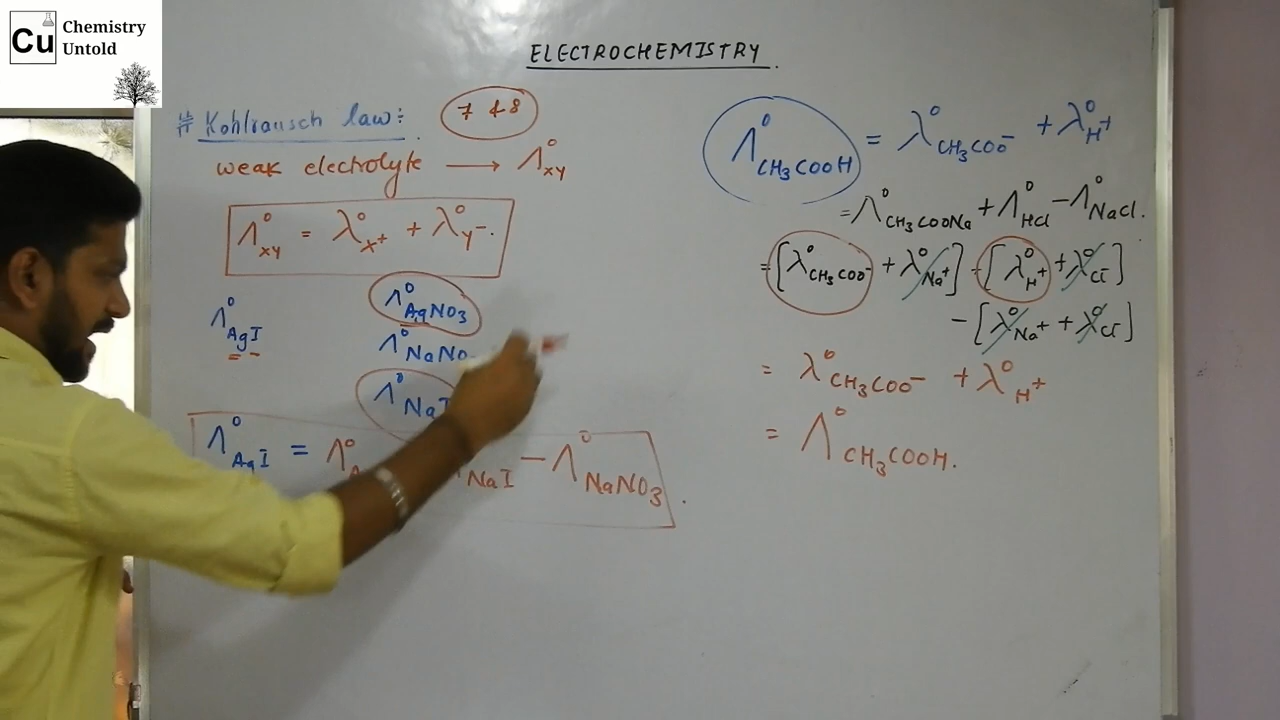 Cu Chemistry
Untold
ELECTROCHEMISTRY.
# Kohlrausch law:
7 & 8
weak electrolyte → Λ°xy
Λ°xy = λ°x⁺ + λ°y⁻.
Λ°AgI
Λ°AgNO₃
Λ°NaNO
Λ°NaI
Λ°AgI = Λ° NaI − Λ°NaNO₃.
Λ°CH₃COOH = λ°CH₃COO⁻ + λ°H⁺
= Λ°CH₃COONa + Λ°HCl − Λ°NaCl.
= [λ°CH₃COO⁻ + λ°Na⁺] + [λ°H⁺ + λ°Cl⁻]
− [λ°Na⁺ + λ°Cl⁻]
= λ°CH₃COO⁻ + λ°H⁺
= Λ°CH₃COOH.